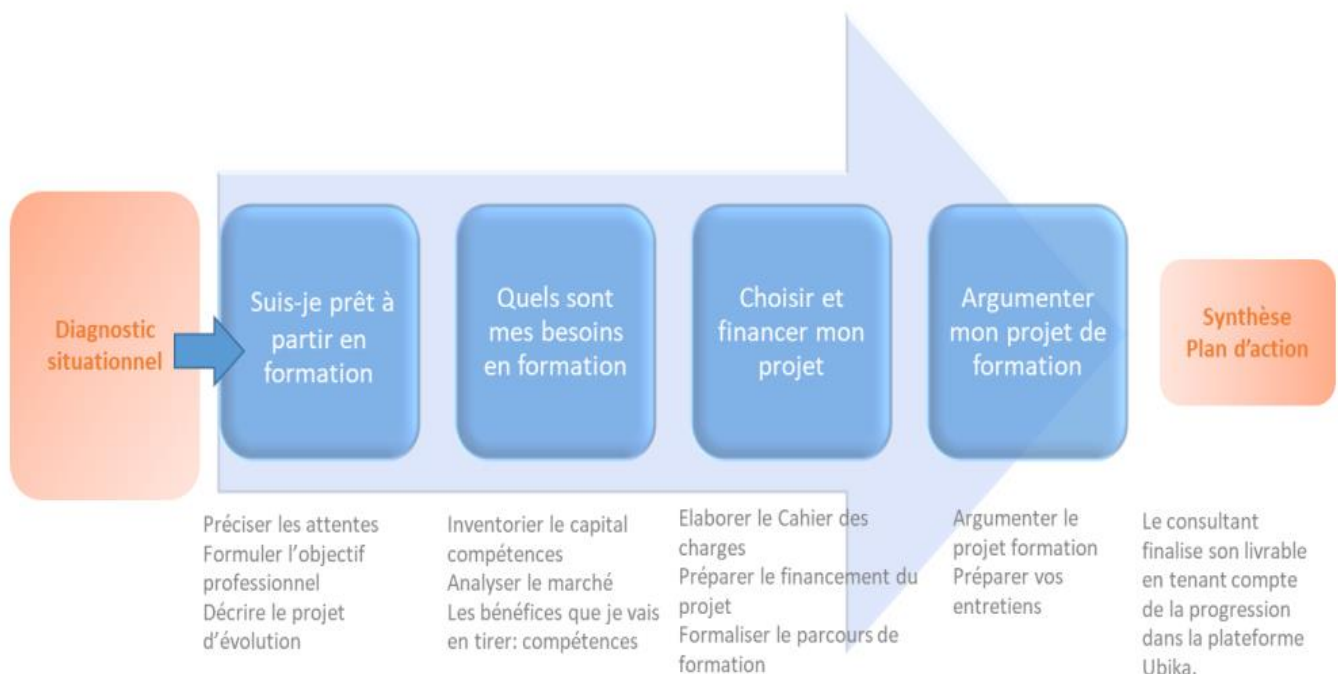 Diagnostic
situationnel
Suis-je prêt à
partir en
formation
Quels sont
mes besoins
en formation
Choisir et
financer mon
projet
Argumenter
mon projet de
formation
Synthèse
Plan d’action
Préciser les attentes
Formuler l’objectif
professionnel
Décrire le projet
d’évolution
Inventorier le capital
compétences
Analyser le marché
Les bénéfices que je vais
en tirer: compétences
Elaborer le Cahier des
charges
Préparer le financement du
projet
Formaliser le parcours de
formation
Argumenter le
projet formation
Préparer vos
entretiens
Le consultant
finalise son livrable
en tenant compte
de la progression
dans la plateforme
Ubika.